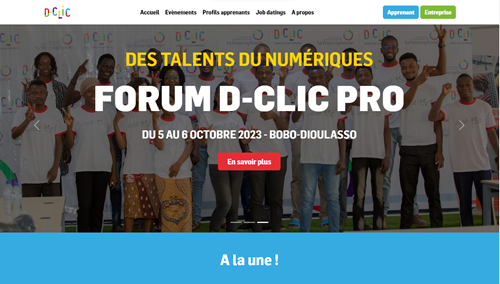 D-CLIC
Accueil Evènements Profils apprenants Job datings A propos
Apprenant Entreprise
DES TALENTS DU NUMÉRIQUES
FORUM D-CLIC PRO
DU 5 AU 6 OCTOBRE 2023 - BOBO-DIOULASSO
En savoir plus
A la une !